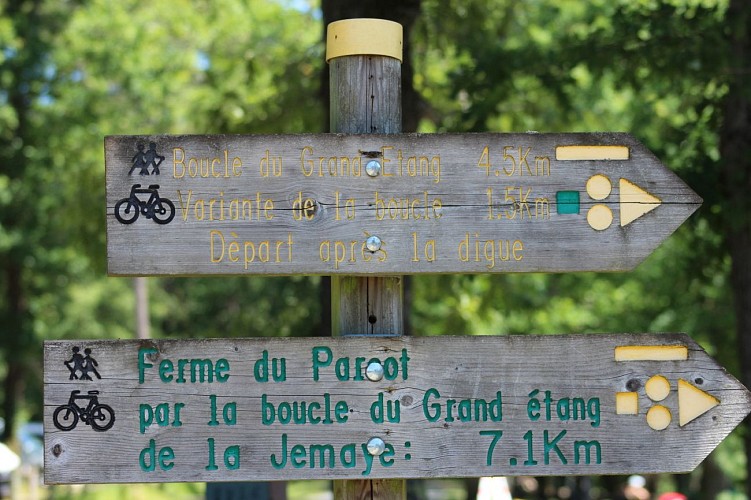 Boucle du Grand Etang 4.5Km
Variante de la boucle 1.5Km
Dèpart après la digue
Ferme du Parcot
par la boucle du Grand étang
de la Jemaye: 7.1Km